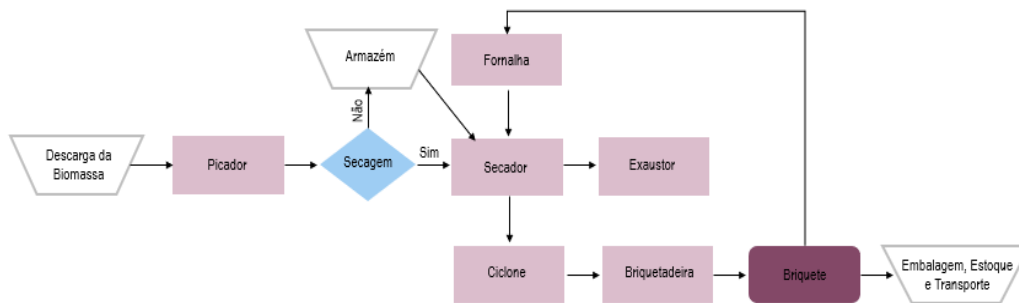 Armazém
Fornalha
Não
Descarga da
Biomassa
Picador
Secagem
Sim
Secador
Exaustor
Ciclone
Briquetadeira
Briquete
Embalagem, Estoque
e Transporte